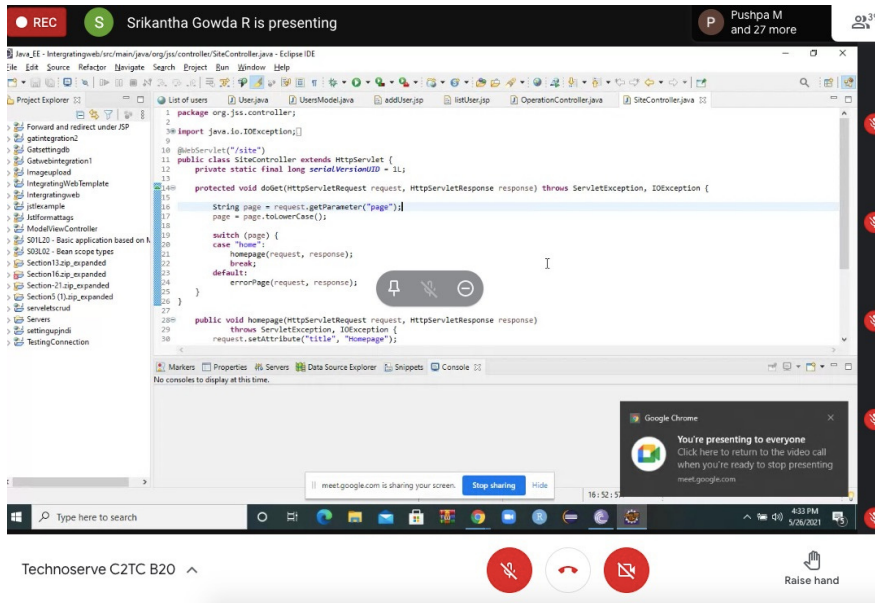 REC
S
Srikantha Gowda R is presenting
P
Pushpa M
and 27 more
Java_EE - Intergratingweb/src/main/java/org/jss/controller/SiteController.java - Eclipse IDE
File Edit Source Refactor Navigate Search Project Run Window Help
Project Explorer
List of users
User.java
UsersModel.java
addUser.jsp
listUser.jsp
OperationController.java
SiteController.java
Forward and redirect under JSP
gatintegration2
Gatsettingdb
Gatwebintegration1
Imageupload
IntegratingWebTemplate
Intergratingweb
jstlexample
Jstlformattags
ModelViewController
S01L20 - Basic application based on
S03L02 - Bean scope types
Section13.zip_expanded
Section16.zip_expanded
Section-21.zip_expanded
Section5 (1).zip_expanded
serveletscrud
Servers
settingupjndi
TestingConnection
1 package org.jss.controller;
2
3 import java.io.IOException;
9
10 @WebServlet("/site")
11 public class SiteController extends HttpServlet {
12 private static final long serialVersionUID = 1L;
13
14 protected void doGet(HttpServletRequest request, HttpServletResponse response) throws ServletException, IOException {
15
16 String page = request.getParameter("page");
17 page = page.toLowerCase();
18
19 switch (page) {
20 case "home":
21 homepage(request, response);
22 break;
23 default:
24 errorPage(request, response);
25 }
26 }
27
28 public void homepage(HttpServletRequest request, HttpServletResponse response)
29 throws ServletException, IOException {
30 request.setAttribute("title", "Homepage");
Markers
Properties
Servers
Data Source Explorer
Snippets
Console
No consoles to display at this time.
Google Chrome
You're presenting to everyone
Click here to return to the video call
when you're ready to stop presenting
meet.google.com
meet.google.com is sharing your screen.
Stop sharing
Hide
Type here to search
4:33 PM
5/26/2021
Technoserve C2TC B20
Raise hand